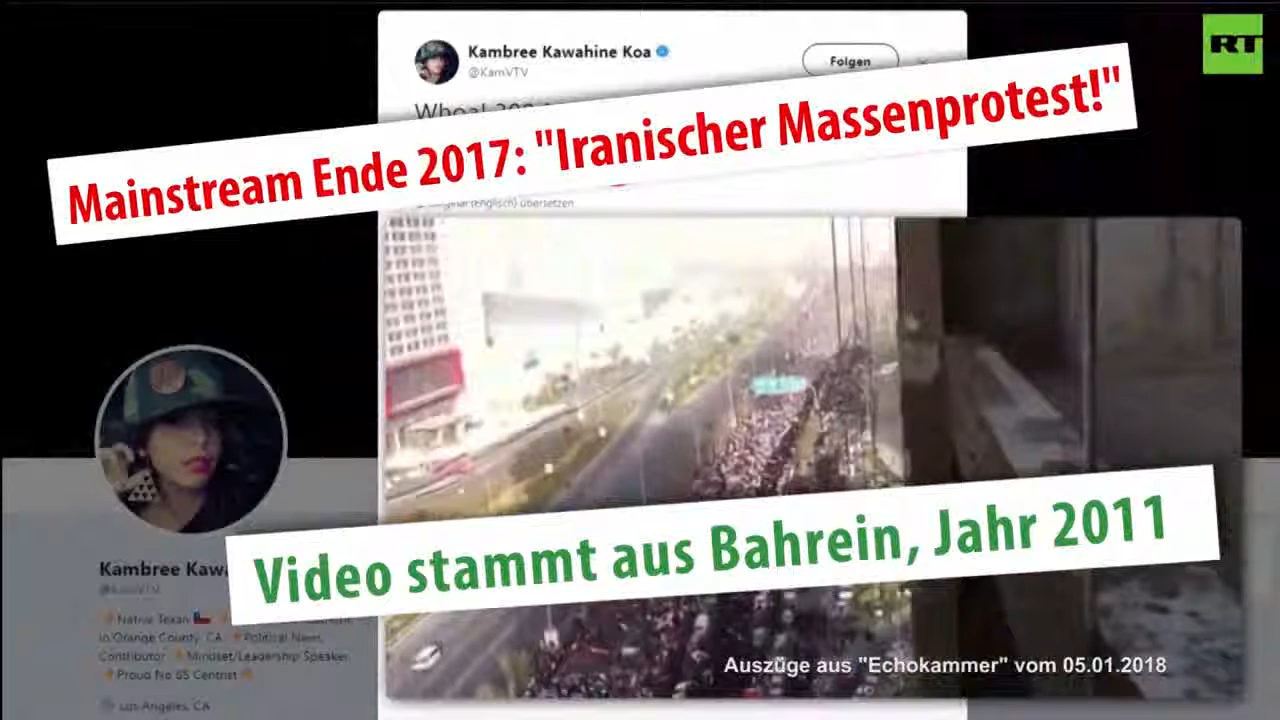 RT
Kambree Kawahine Koa
@KamVTV
Folgen
Mainstream Ende 2017: "Iranischer Massenprotest!"
(Englisch) übersetzen
Video stammt aus Bahrein, Jahr 2011
Kambree
Native Texan
in Orange County, CA Political News
Contributor Mindset/Leadership Speaker
Proud No BS Centrist
Los Angeles, CA
Auszüge aus "Echokammer" vom 05.01.2018